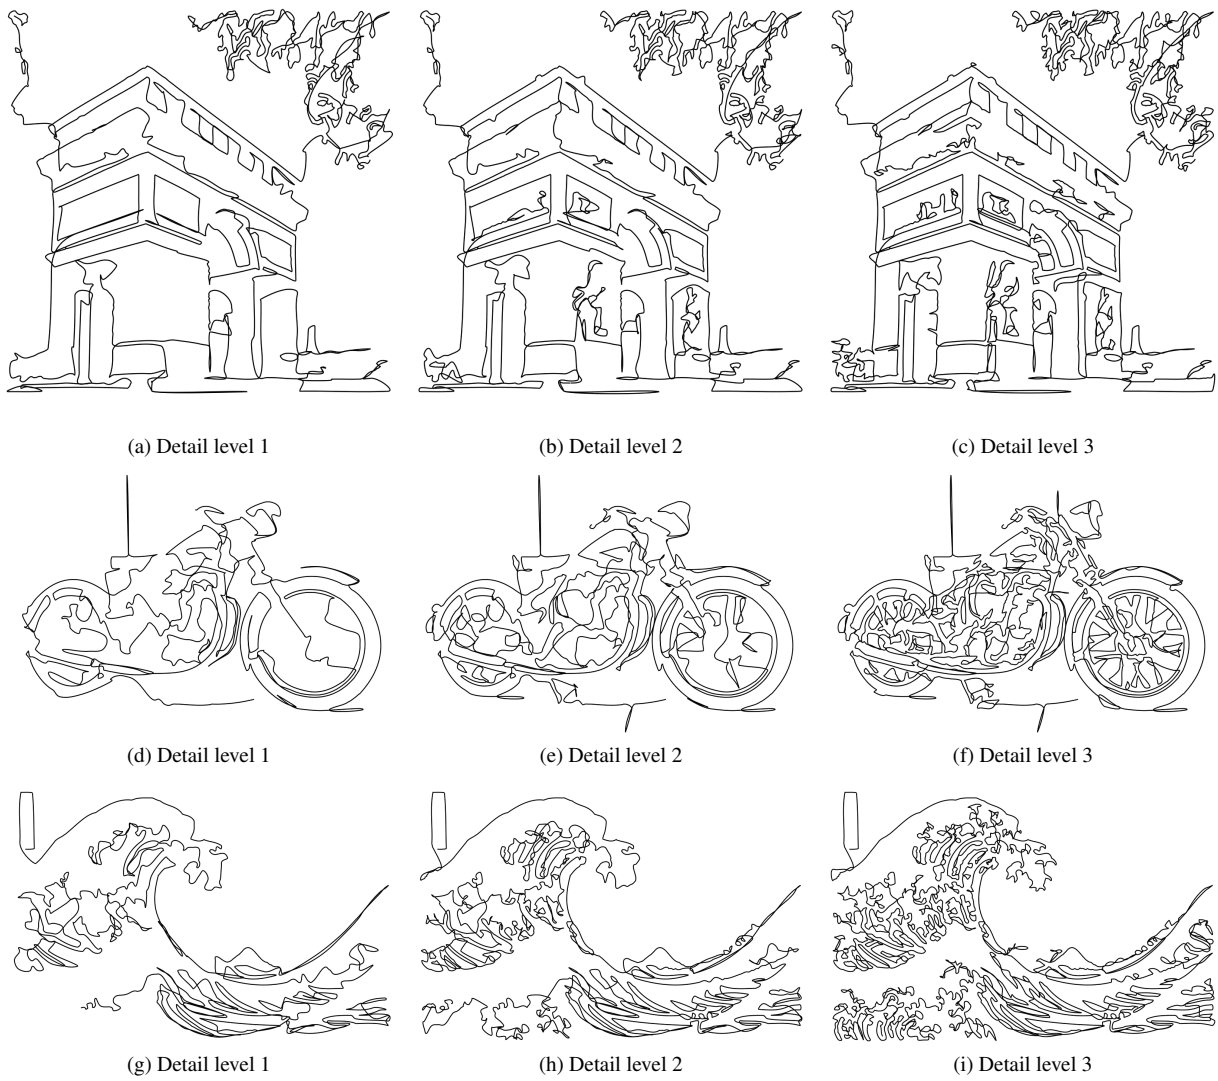 (a) Detail level 1
(b) Detail level 2
(c) Detail level 3
(d) Detail level 1
(e) Detail level 2
(f) Detail level 3
(g) Detail level 1
(h) Detail level 2
(i) Detail level 3